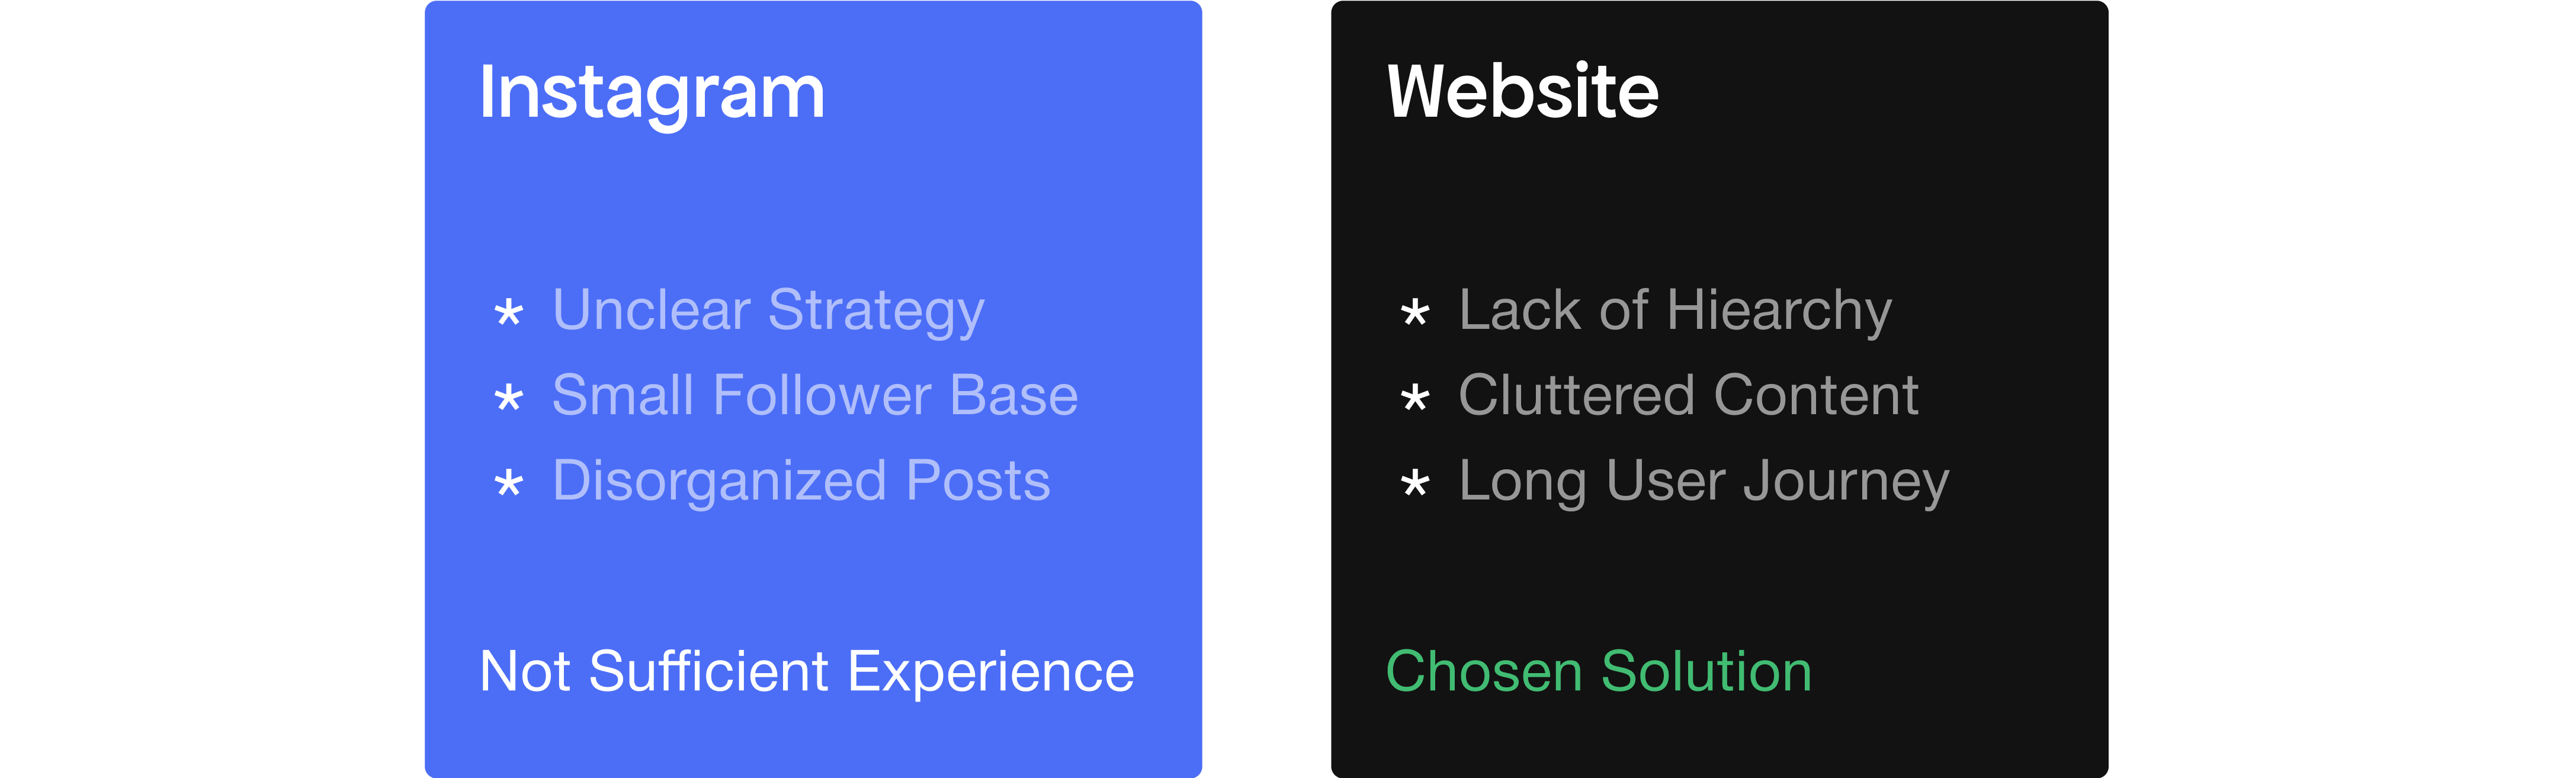 Instagram
* Unclear Strategy
* Small Follower Base
* Disorganized Posts
Not Sufficient Experience
Website
* Lack of Hiearchy
* Cluttered Content
* Long User Journey
Chosen Solution